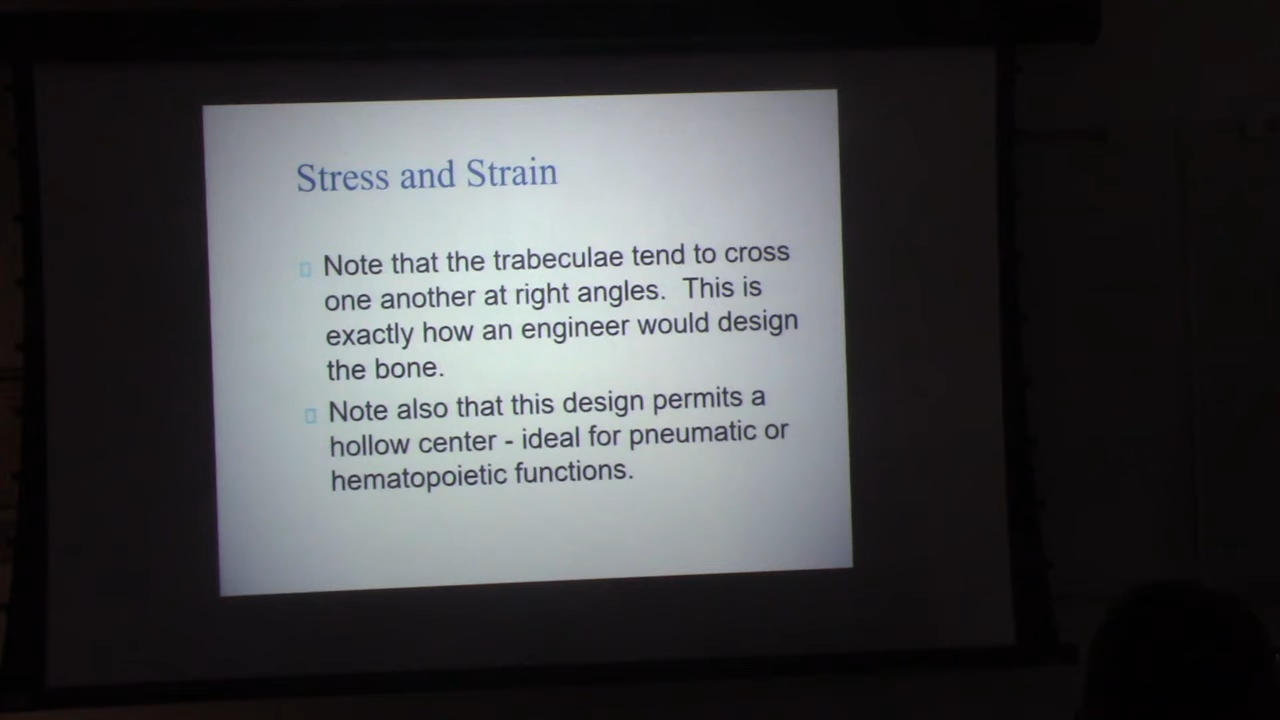 Stress and Strain
Note that the trabeculae tend to cross
one another at right angles.  This is
exactly how an engineer would design
the bone.
Note also that this design permits a
hollow center - ideal for pneumatic or
hematopoietic functions.